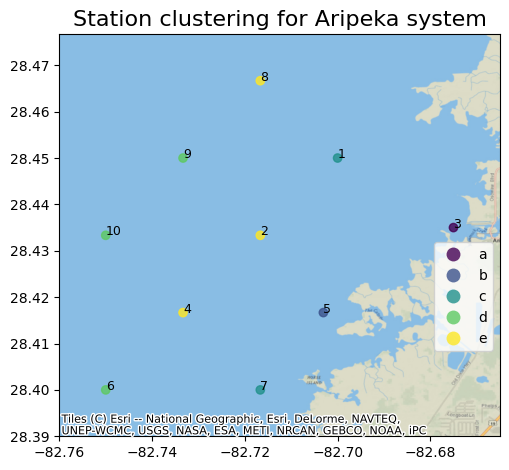 Station clustering for Aripeka system
28.47
8
28.46
28.45
9
1
28.44
3
10
2
28.43
a
b
28.42
4
5
c
d
28.41
e
28.40
6
7
Tiles (C) Esri -- National Geographic, Esri, DeLorme, NAVTEQ,
UNEP-WCMC, USGS, NASA, ESA, METI, NRCAN, GEBCO, NOAA, iPC
28.39
−82.76 −82.74 −82.72 −82.70 −82.68